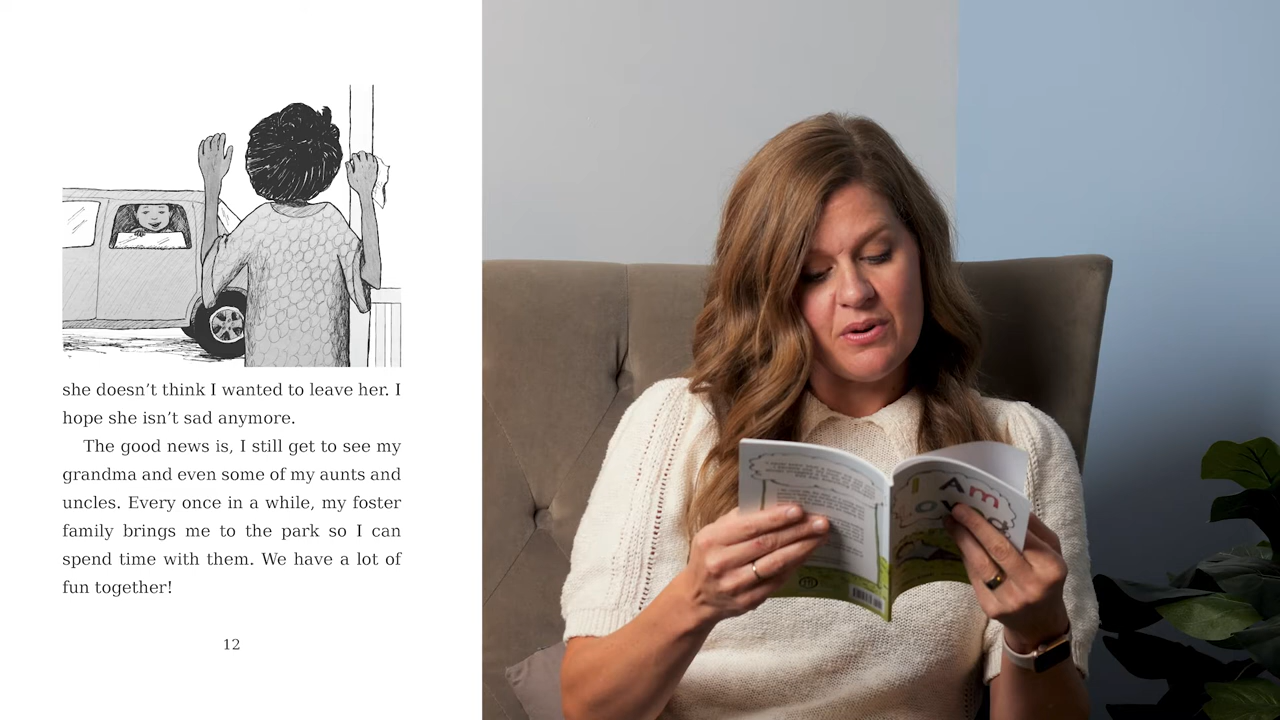 she doesn’t think I wanted to leave her. I
hope she isn’t sad anymore.
The good news is, I still get to see my
grandma and even some of my aunts and
uncles. Every once in a while, my foster
family brings me to the park so I can
spend time with them. We have a lot of
fun together!
12
I Am